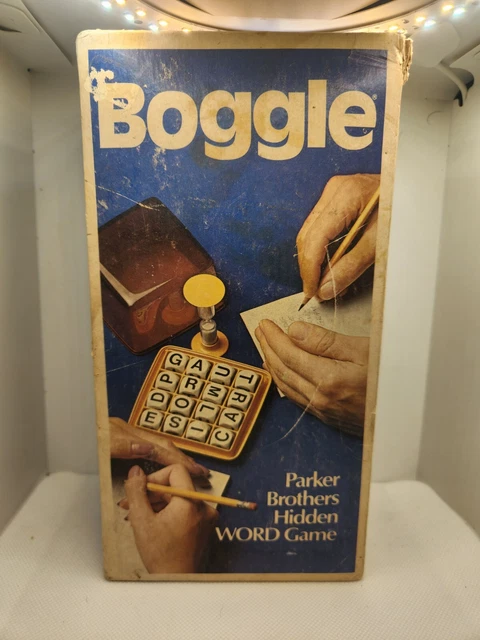 Boggle
G A U T
P R M R
D O L A
E S I C
Parker
Brothers
Hidden
WORD Game